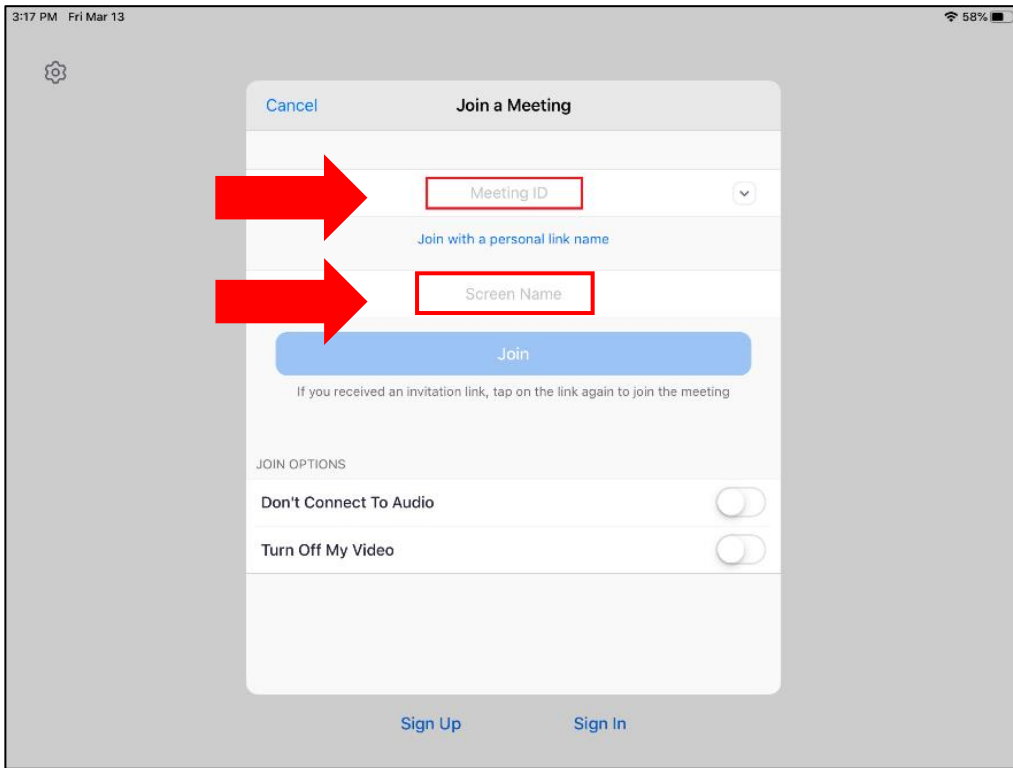 3:17 PM Fri Mar 13 58%
Cancel Join a Meeting
Meeting ID
Join with a personal link name
Screen Name
Join
If you received an invitation link, tap on the link again to join the meeting
JOIN OPTIONS
Don't Connect To Audio
Turn Off My Video
Sign Up Sign In